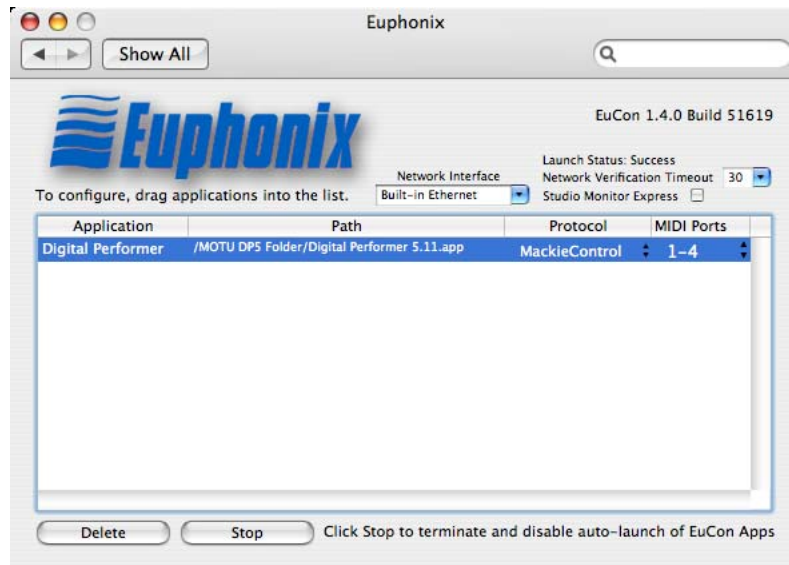 Euphonix
Show All
Euphonix
EuCon 1.4.0 Build 51619
Launch Status: Success
Network Interface
Network Verification Timeout 30
To configure, drag applications into the list.
Built-in Ethernet
Studio Monitor Express
Application Path Protocol MIDI Ports
Digital Performer /MOTU DP5 Folder/Digital Performer 5.11.app MackieControl 1-4
Delete Stop Click Stop to terminate and disable auto-launch of EuCon Apps